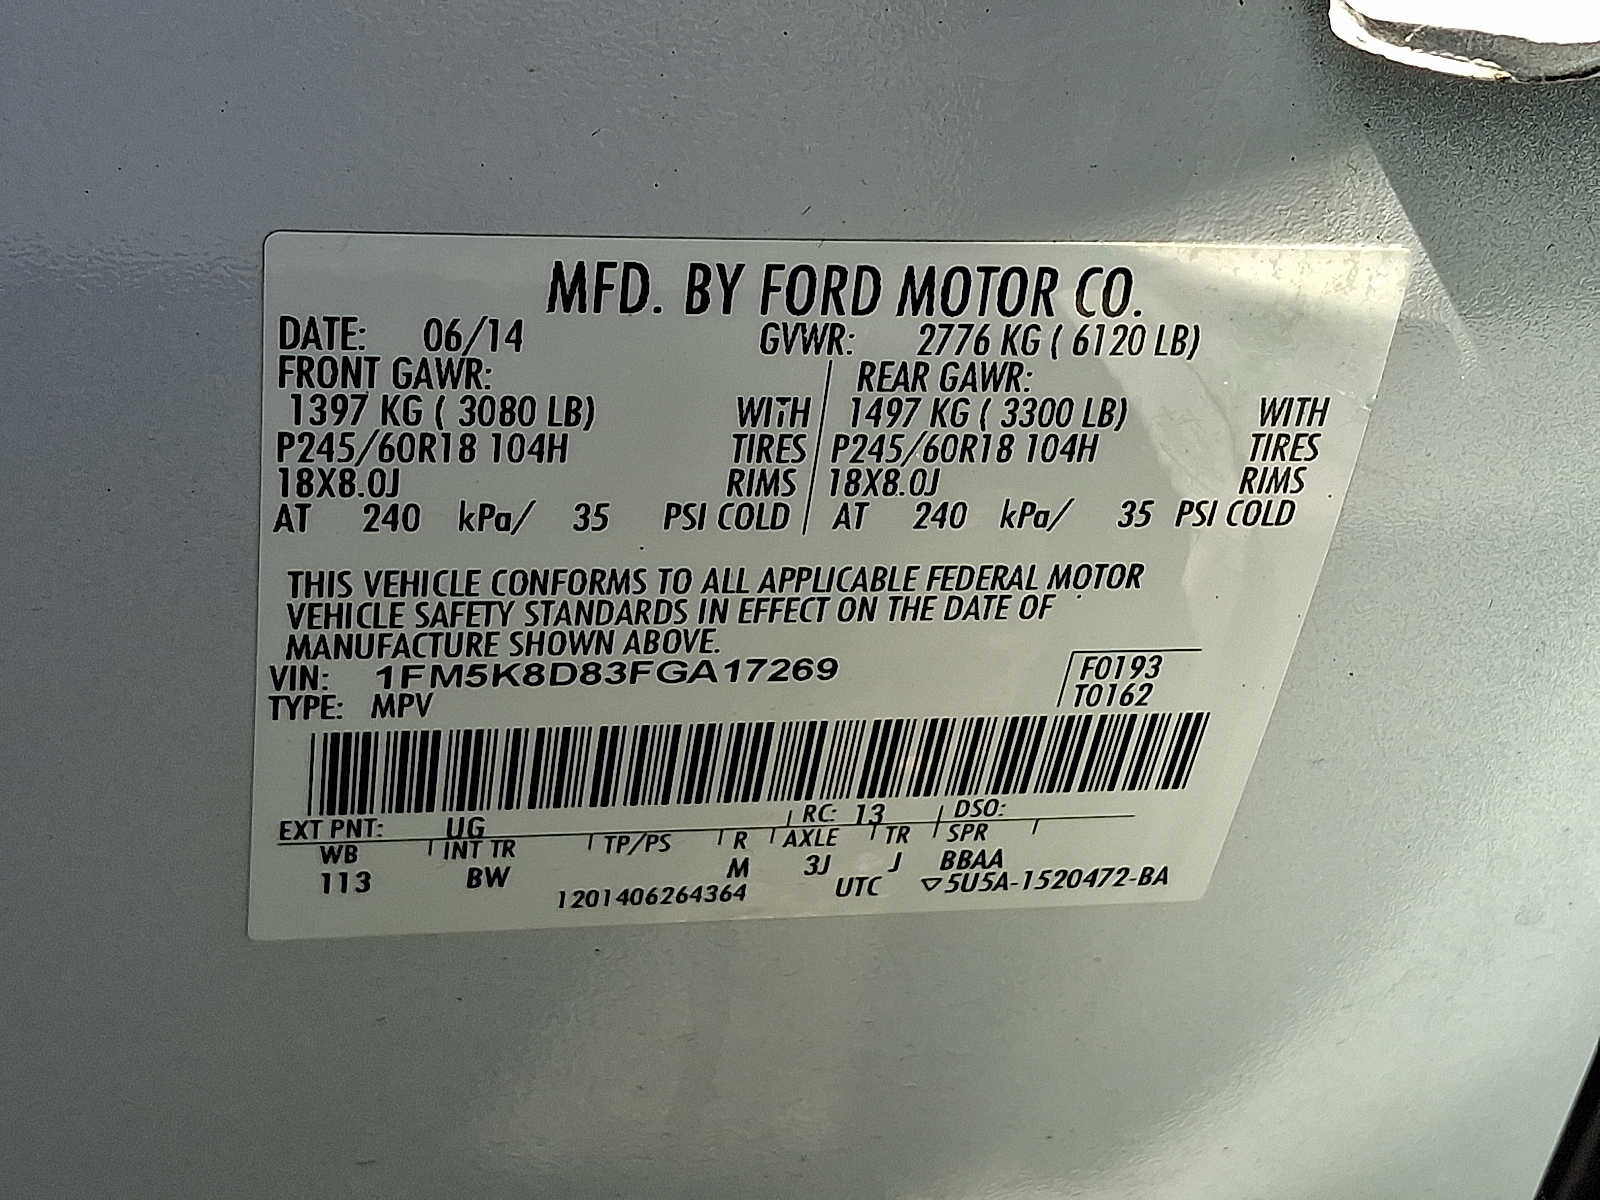 MFD. BY FORD MOTOR CO.
DATE: 06/14 GVWR: 2776 KG ( 6120 LB)
FRONT GAWR: REAR GAWR:
1397 KG ( 3080 LB) WITH 1497 KG ( 3300 LB) WITH
P245/60R18 104H TIRES P245/60R18 104H TIRES
18X8.0J RIMS 18X8.0J RIMS
AT 240 kPa/ 35 PSI COLD AT 240 kPa/ 35 PSI COLD
THIS VEHICLE CONFORMS TO ALL APPLICABLE FEDERAL MOTOR
VEHICLE SAFETY STANDARDS IN EFFECT ON THE DATE OF
MANUFACTURE SHOWN ABOVE.
VIN: 1FM5K8D83FGA17269 F0193
TYPE: MPV T0162
EXT PNT: UG RC: 13 DSO:
WB INT TR TP/PS R AXLE TR SPR
113 BW M 3J J BBAA
1201406264364 UTC ▽5U5A-1520472-BA